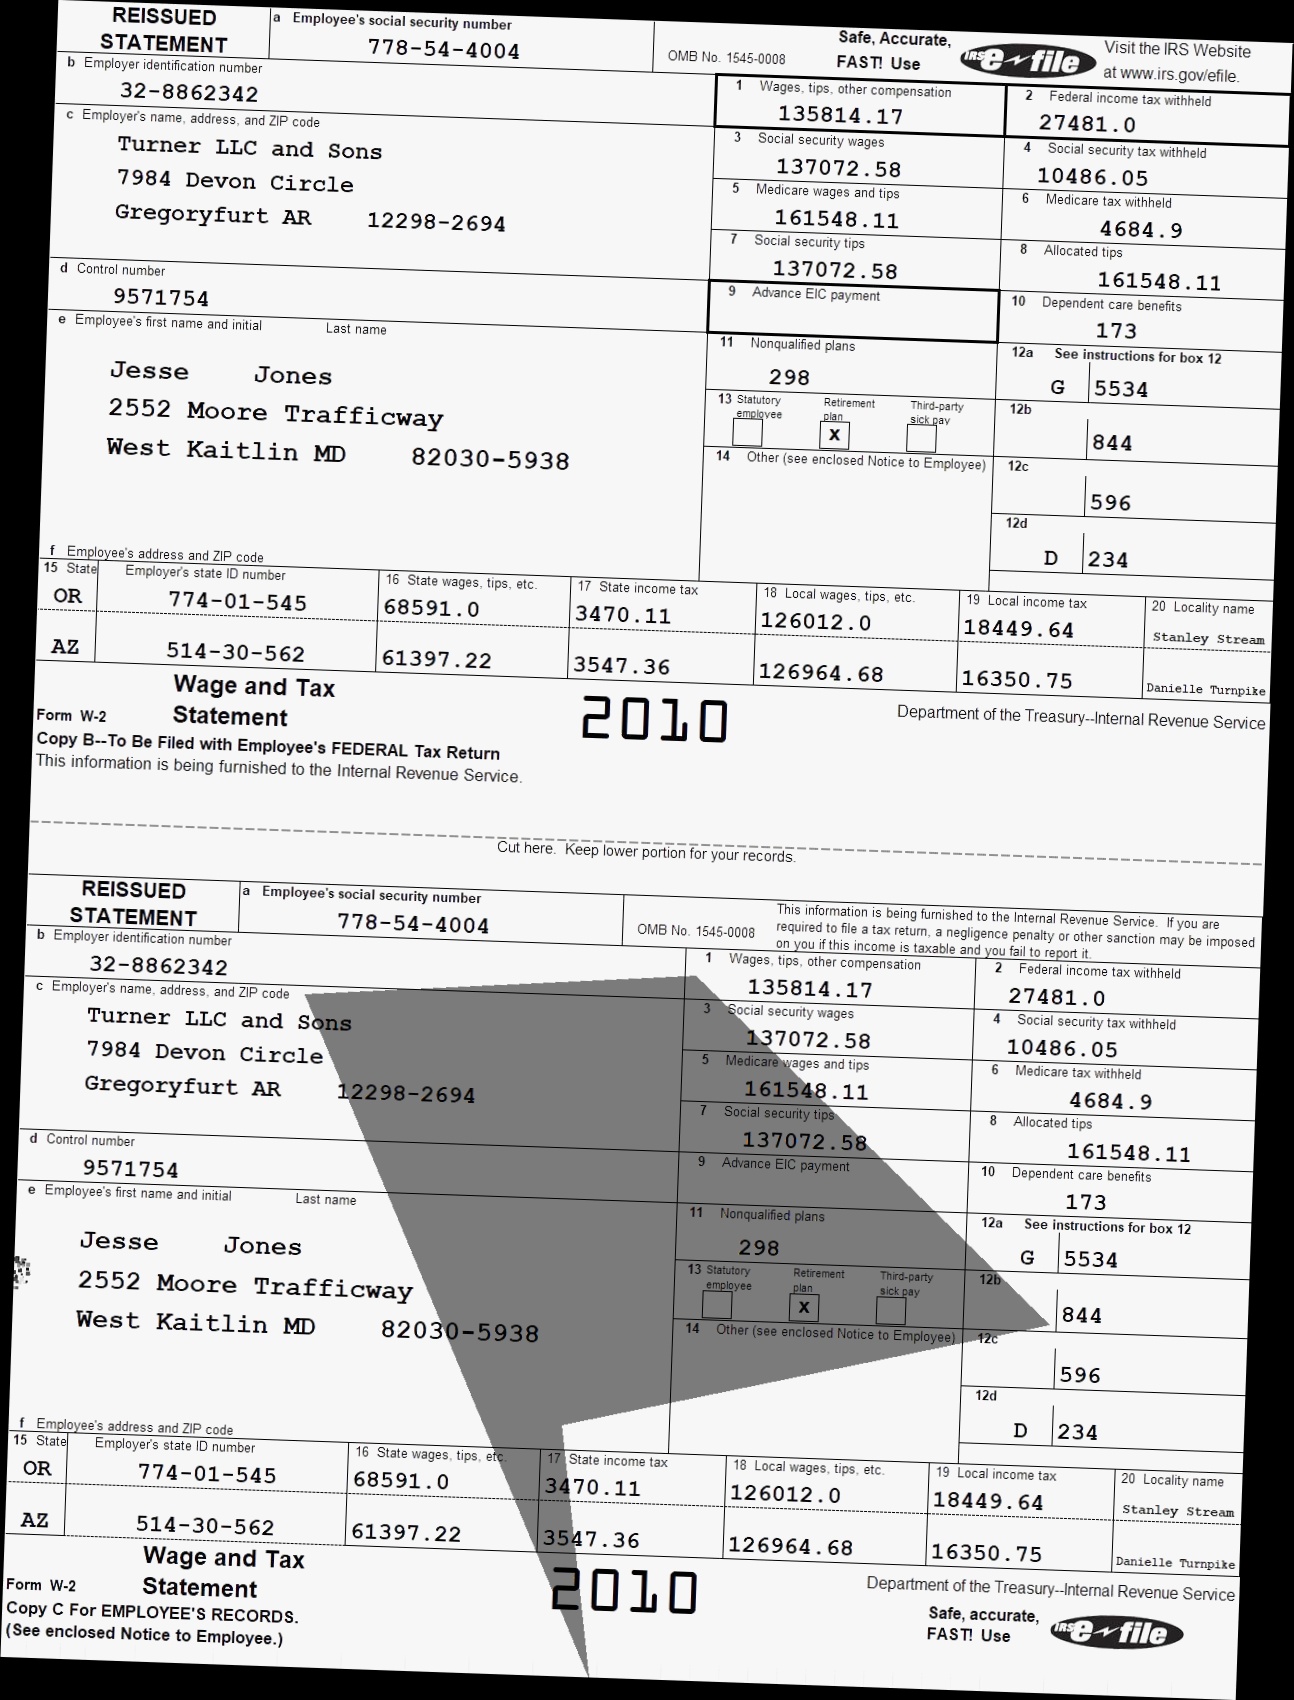 REISSUED STATEMENT
a Employee's social security number
778-54-4004
OMB No. 1545-0008
Safe, Accurate, FAST! Use
IRS e-file
Visit the IRS Website at www.irs.gov/efile.
b Employer identification number
32-8862342
1 Wages, tips, other compensation
135814.17
2 Federal income tax withheld
27481.0
c Employer's name, address, and ZIP code
Turner LLC and Sons
7984 Devon Circle
Gregoryfurt AR 12298-2694
3 Social security wages
137072.58
4 Social security tax withheld
10486.05
5 Medicare wages and tips
161548.11
6 Medicare tax withheld
4684.9
7 Social security tips
137072.58
8 Allocated tips
161548.11
d Control number
9571754
9 Advance EIC payment
10 Dependent care benefits
173
e Employee's first name and initial Last name
Jesse Jones
2552 Moore Trafficway
West Kaitlin MD 82030-5938
11 Nonqualified plans
298
12a See instructions for box 12
G 5534
13 Statutory employee
Retirement plan
X
Third-party sick pay
12b
844
14 Other (see enclosed Notice to Employee)
12c
596
12d
D 234
f Employee's address and ZIP code
15 State Employer's state ID number
16 State wages, tips, etc.
17 State income tax
18 Local wages, tips, etc.
19 Local income tax
20 Locality name
OR 774-01-545 68591.0 3470.11 126012.0 18449.64 Stanley Stream
AZ 514-30-562 61397.22 3547.36 126964.68 16350.75 Danielle Turnpike
Form W-2
Wage and Tax Statement
2010
Department of the Treasury--Internal Revenue Service
Copy B--To Be Filed with Employee's FEDERAL Tax Return
This information is being furnished to the Internal Revenue Service.
Cut here. Keep lower portion for your records.
REISSUED STATEMENT
a Employee's social security number
778-54-4004
OMB No. 1545-0008
This information is being furnished to the Internal Revenue Service. If you are
required to file a tax return, a negligence penalty or other sanction may be imposed
on you if this income is taxable and you fail to report it.
b Employer identification number
32-8862342
1 Wages, tips, other compensation
135814.17
2 Federal income tax withheld
27481.0
c Employer's name, address, and ZIP code
Turner LLC and Sons
7984 Devon Circle
Gregoryfurt AR 12298-2694
3 Social security wages
137072.58
4 Social security tax withheld
10486.05
5 Medicare wages and tips
161548.11
6 Medicare tax withheld
4684.9
7 Social security tips
137072.58
8 Allocated tips
161548.11
d Control number
9571754
9 Advance EIC payment
10 Dependent care benefits
173
e Employee's first name and initial Last name
Jesse Jones
2552 Moore Trafficway
West Kaitlin MD 82030-5938
11 Nonqualified plans
298
12a See instructions for box 12
G 5534
13 Statutory employee
Retirement plan
X
Third-party sick pay
12b
844
14 Other (see enclosed Notice to Employee)
12c
596
12d
D 234
f Employee's address and ZIP code
15 State Employer's state ID number
16 State wages, tips, etc.
17 State income tax
18 Local wages, tips, etc.
19 Local income tax
20 Locality name
OR 774-01-545 68591.0 3470.11 126012.0 18449.64 Stanley Stream
AZ 514-30-562 61397.22 3547.36 126964.68 16350.75 Danielle Turnpike
Form W-2
Wage and Tax Statement
2010
Department of the Treasury--Internal Revenue Service
Copy C For EMPLOYEE'S RECORDS.
(See enclosed Notice to Employee.)
Safe, accurate, FAST! Use
IRS e-file